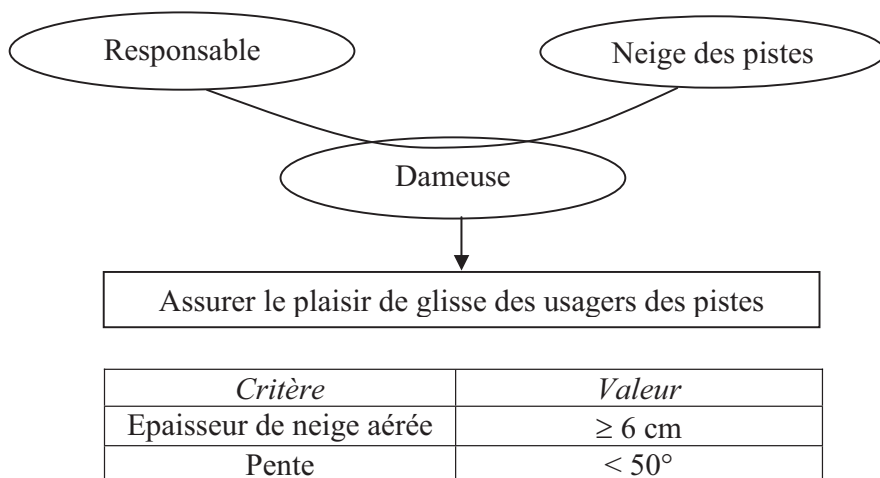 Responsable
Neige des pistes
Dameuse
Assurer le plaisir de glisse des usagers des pistes
Critère Valeur
Epaisseur de neige aérée ≥ 6 cm
Pente < 50°